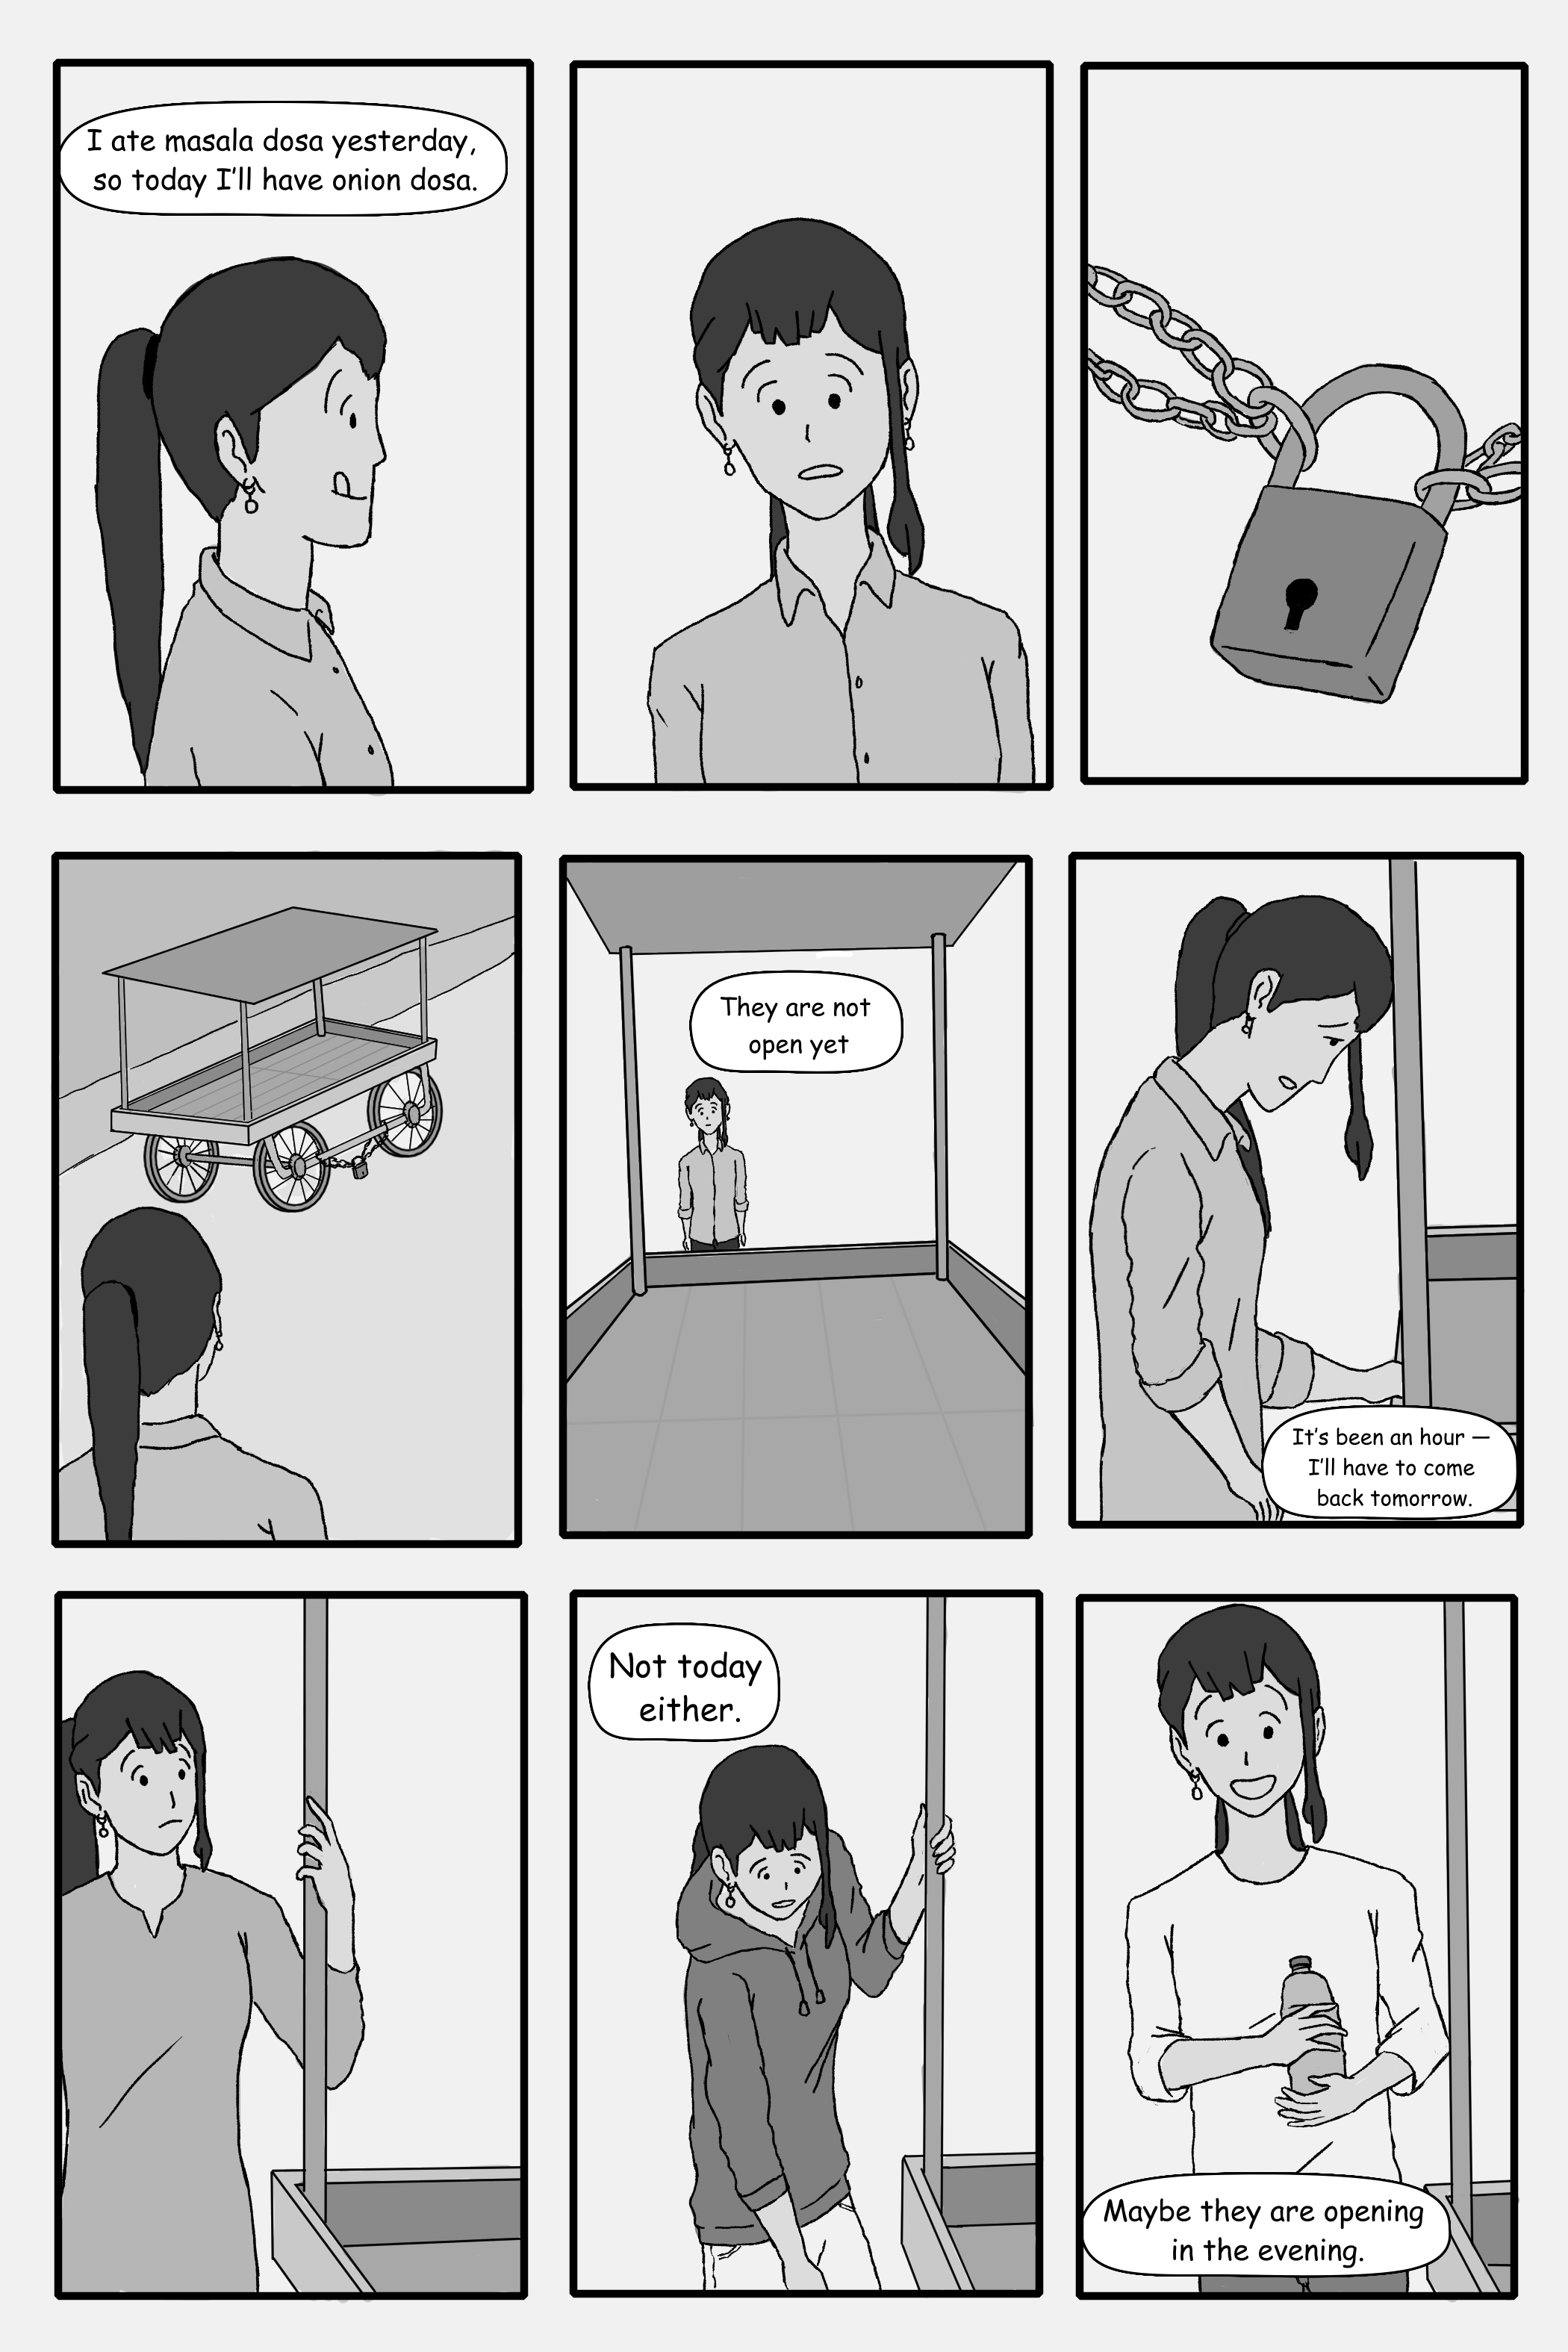 I ate masala dosa yesterday,
so today I'll have onion dosa.
They are not
open yet
It's been an hour —
I'll have to come
back tomorrow.
Not today
either.
Maybe they are opening
in the evening.